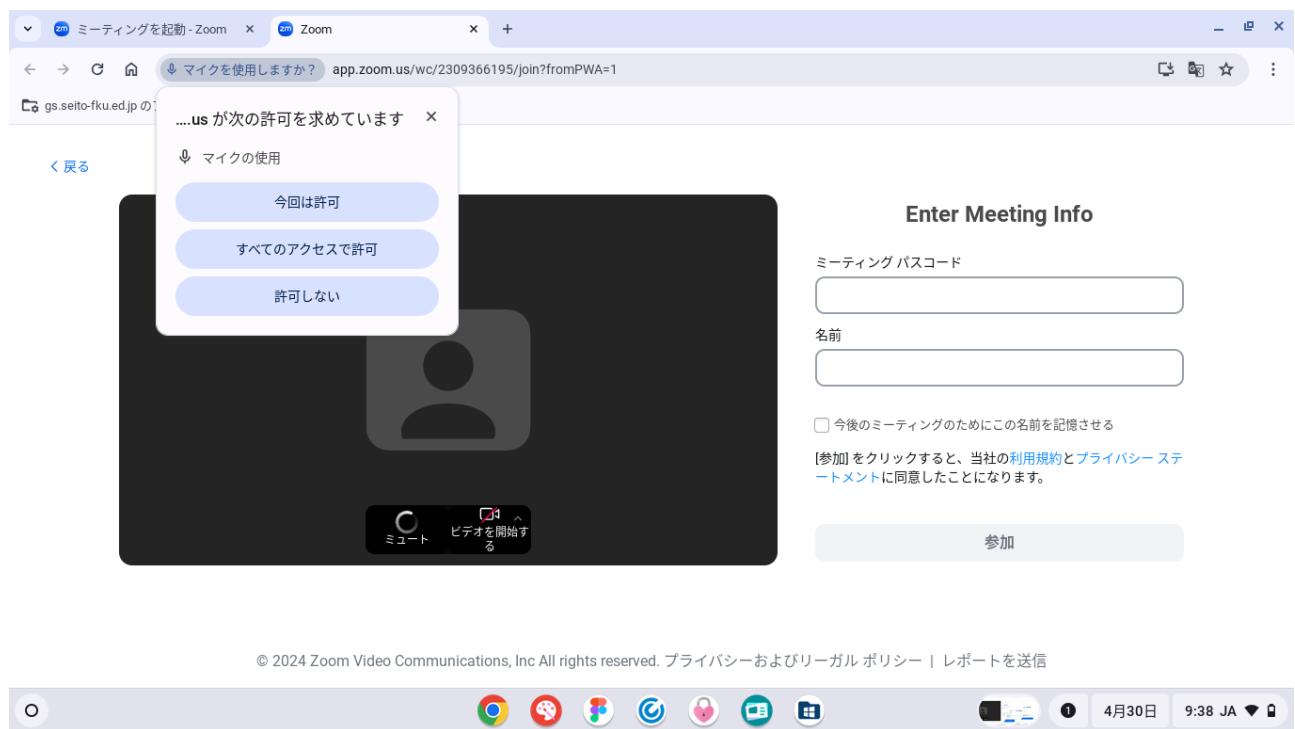 ミーティングを起動 - Zoom
Zoom
マイクを使用しますか？
app.zoom.us/wc/2309366195/join?fromPWA=1
gs.seito-fku.ed.jp の
....us が次の許可を求めています
マイクの使用
今回は許可
すべてのアクセスで許可
許可しない
戻る
ミュート
ビデオを開始す
る
Enter Meeting Info
ミーティング パスコード
名前
今後のミーティングのためにこの名前を記憶させる
[参加] をクリックすると、当社の利用規約とプライバシー ステ
ートメントに同意したことになります。
参加
© 2024 Zoom Video Communications, Inc All rights reserved. プライバシーおよびリーガル ポリシー | レポートを送信
1
4月30日
9:38 JA